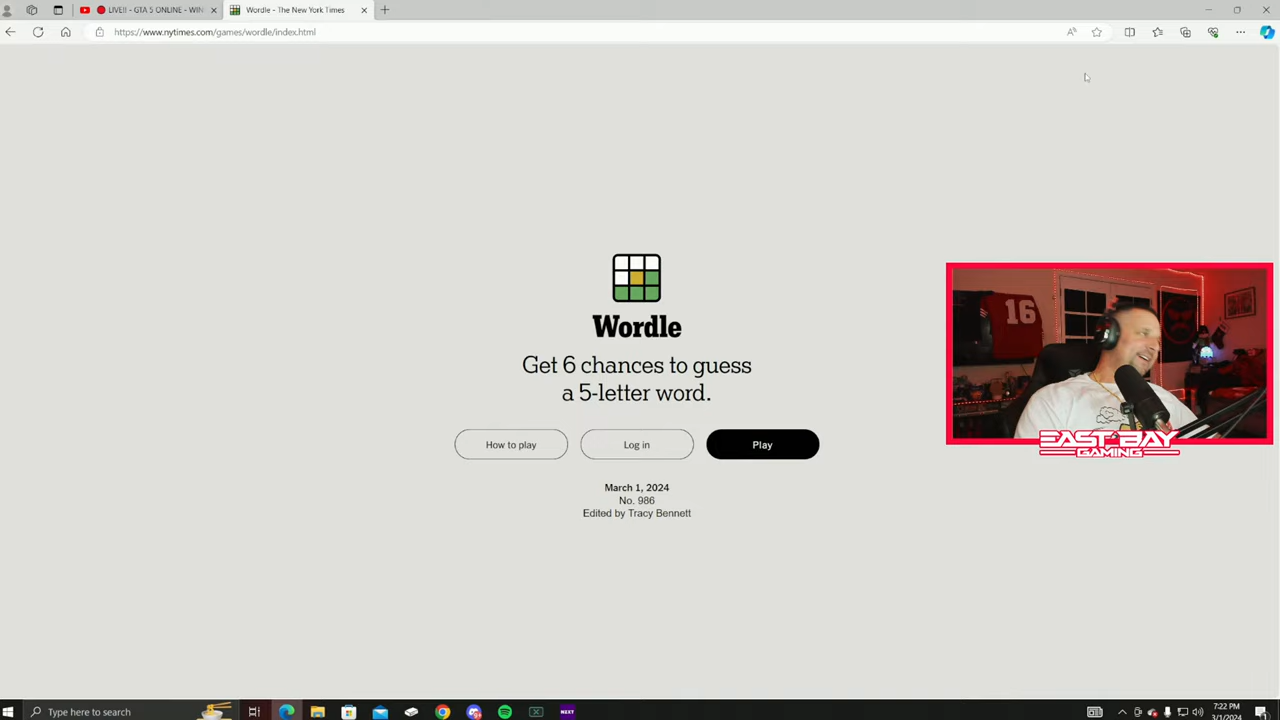 LIVE!! - GTA 5 ONLINE - WIN
Wordle - The New York Times
https://www.nytimes.com/games/wordle/index.html
Wordle
Get 6 chances to guess
a 5-letter word.
How to play
Log in
Play
March 1, 2024
No. 986
Edited by Tracy Bennett
16
EAST BAY
GAMING
Type here to search
NZXT
7:22 PM
3/1/2024